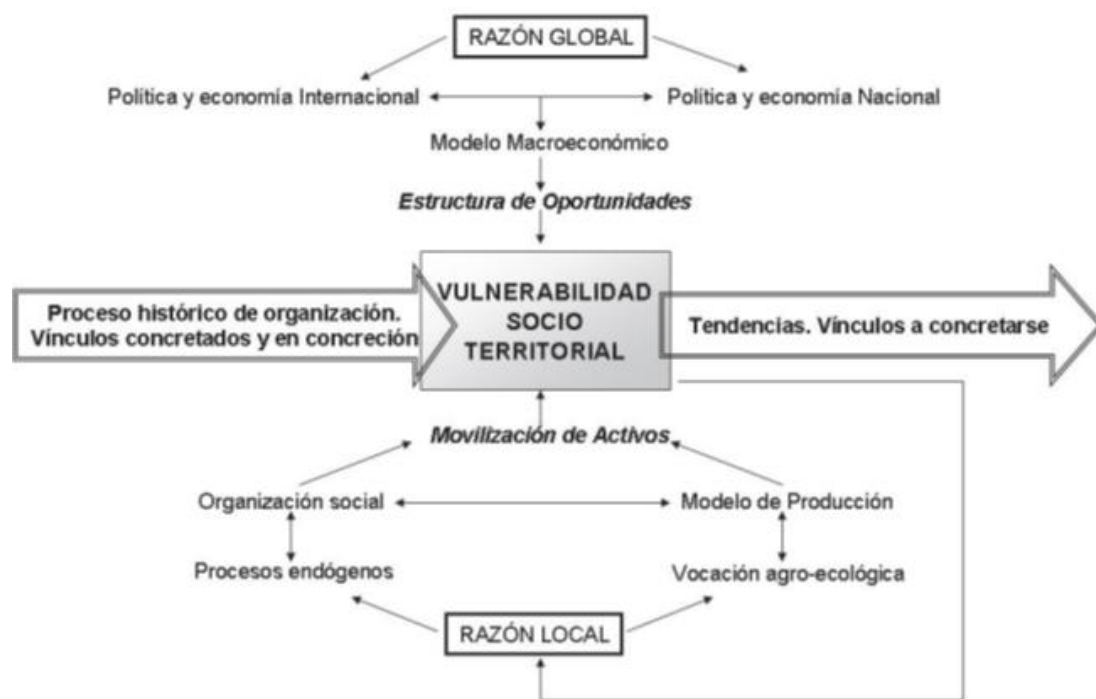 RAZÓN GLOBAL
Política y economía Internacional
Política y economía Nacional
Modelo Macroeconómico
Estructura de Oportunidades
Proceso histórico de organización.
Vínculos concretados y en concreción
VULNERABILIDAD
SOCIO
TERRITORIAL
Tendencias. Vínculos a concretarse
Movilización de Activos
Organización social
Modelo de Producción
Procesos endógenos
Vocación agro-ecológica
RAZÓN LOCAL